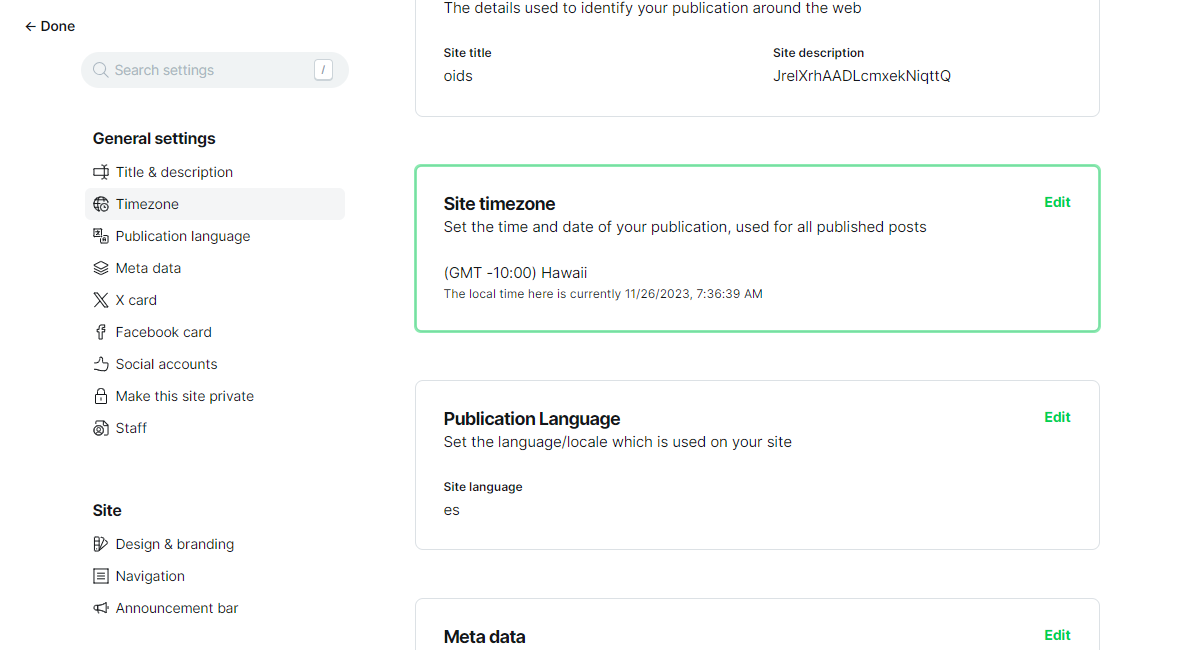 ← Done
Search settings
/
General settings
Title & description
Timezone
Publication language
Meta data
X card
Facebook card
Social accounts
Make this site private
Staff
Site
Design & branding
Navigation
Announcement bar
The details used to identify your publication around the web
Site title
Site description
oids
JrelXrhAADLcmxekNiqttQ
Site timezone
Edit
Set the time and date of your publication, used for all published posts
(GMT -10:00) Hawaii
The local time here is currently 11/26/2023, 7:36:39 AM
Publication Language
Edit
Set the language/locale which is used on your site
Site language
es
Meta data
Edit